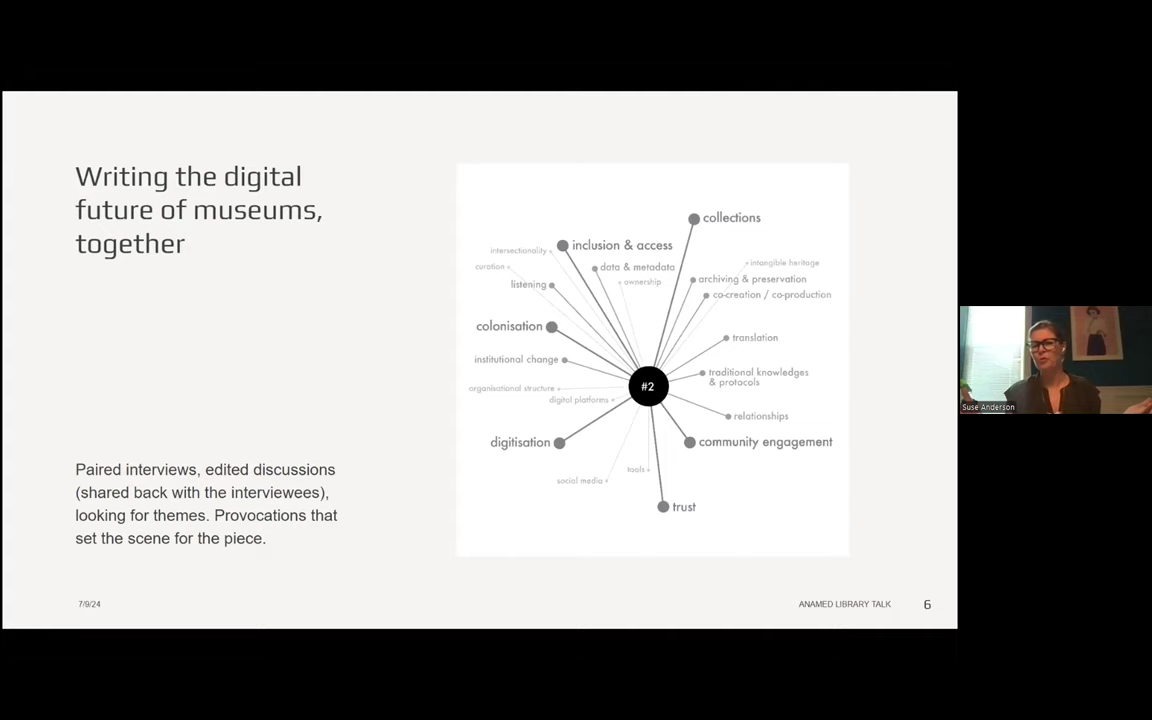 Writing the digital
future of museums,
together
Paired interviews, edited discussions
(shared back with the interviewees),
looking for themes. Provocations that
set the scene for the piece.
collections
inclusion & access
intersectionality
curation
data & metadata
intangible heritage
ownership
archiving & preservation
listening
co-creation / co-production
colonisation
translation
institutional change
traditional knowledges
& protocols
#2
organisational structure
digital platforms
relationships
digitisation
community engagement
tools
social media
trust
7/9/24
ANAMED LIBRARY TALK
6
Suse Anderson